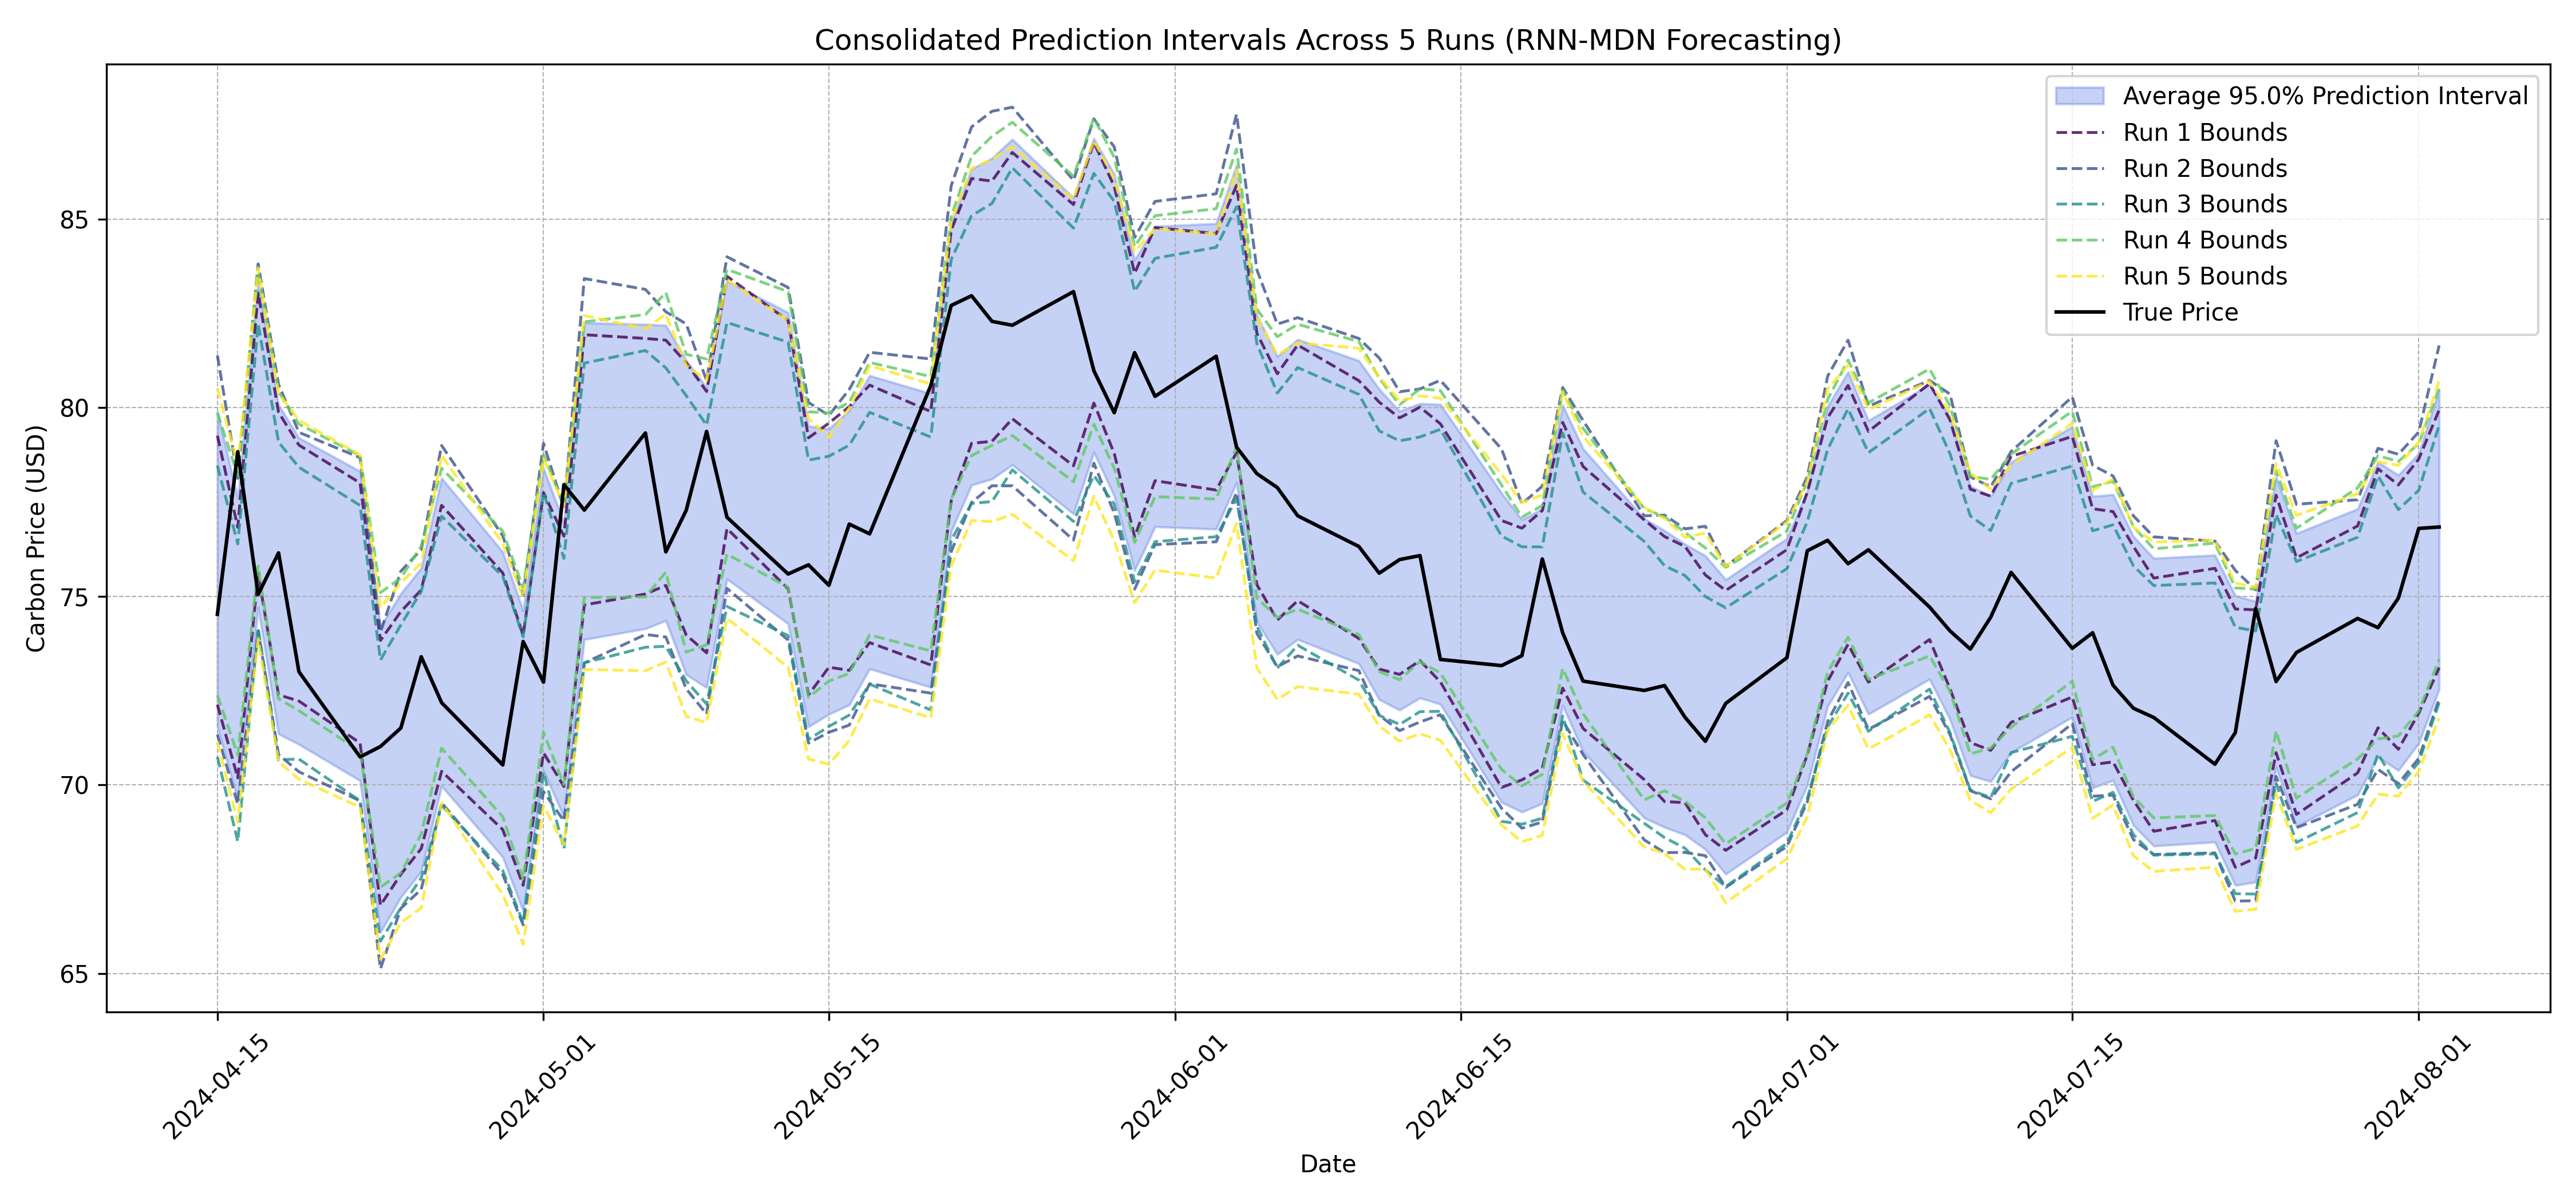 Consolidated Prediction Intervals Across 5 Runs (RNN-MDN Forecasting)
Average 95.0% Prediction Interval
Run 1 Bounds
Run 2 Bounds
Run 3 Bounds
Run 4 Bounds
Run 5 Bounds
True Price
Carbon Price (USD)
85
80
75
70
65
2024-04-15
2024-05-01
2024-05-15
2024-06-01
2024-06-15
2024-07-01
2024-07-15
2024-08-01
Date